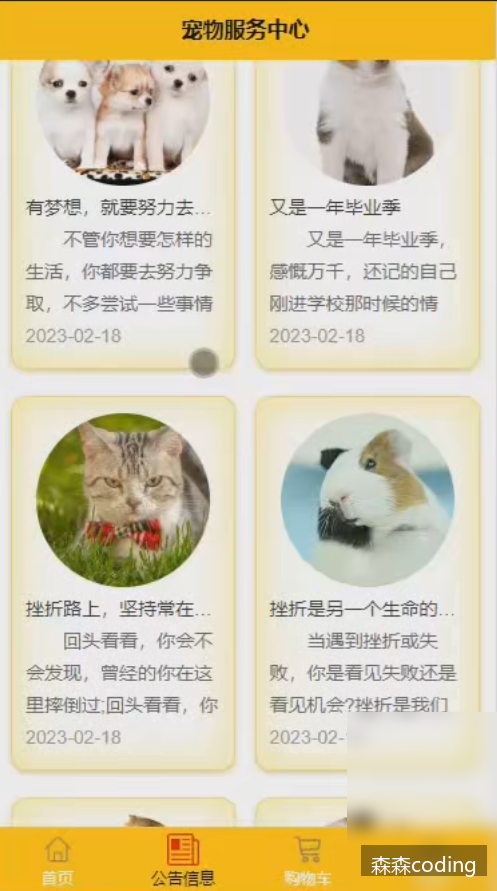 宠物服务中心
有梦想，就要努力去...
不管你想要怎样的
生活，你都要去努力争
取，不多尝试一些事情
2023-02-18
又是一年毕业季
又是一年毕业季，
感慨万千，还记的自己
刚进学校那时候的情
2023-02-18
挫折路上，坚持常在...
回头看看，你会不
会发现，曾经的你在这
里摔倒过;回头看看，你
2023-02-18
挫折是另一个生命的...
当遇到挫折或失
败，你是看见失败还是
看见机会?挫折是我们
2023-02-
首页
公告信息
购物车
森森coding